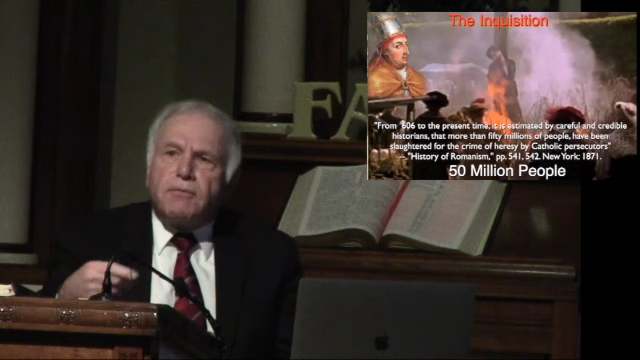 The Inquisition
"From "606 to the present time, it is estimated by careful and credible
historians, that more than fifty millions of people, have been
slaughtered for the crime of heresy by Catholic persecutors"
– "History of Romanism," pp. 541, 542. New York: 1871.
50 Million People
FA